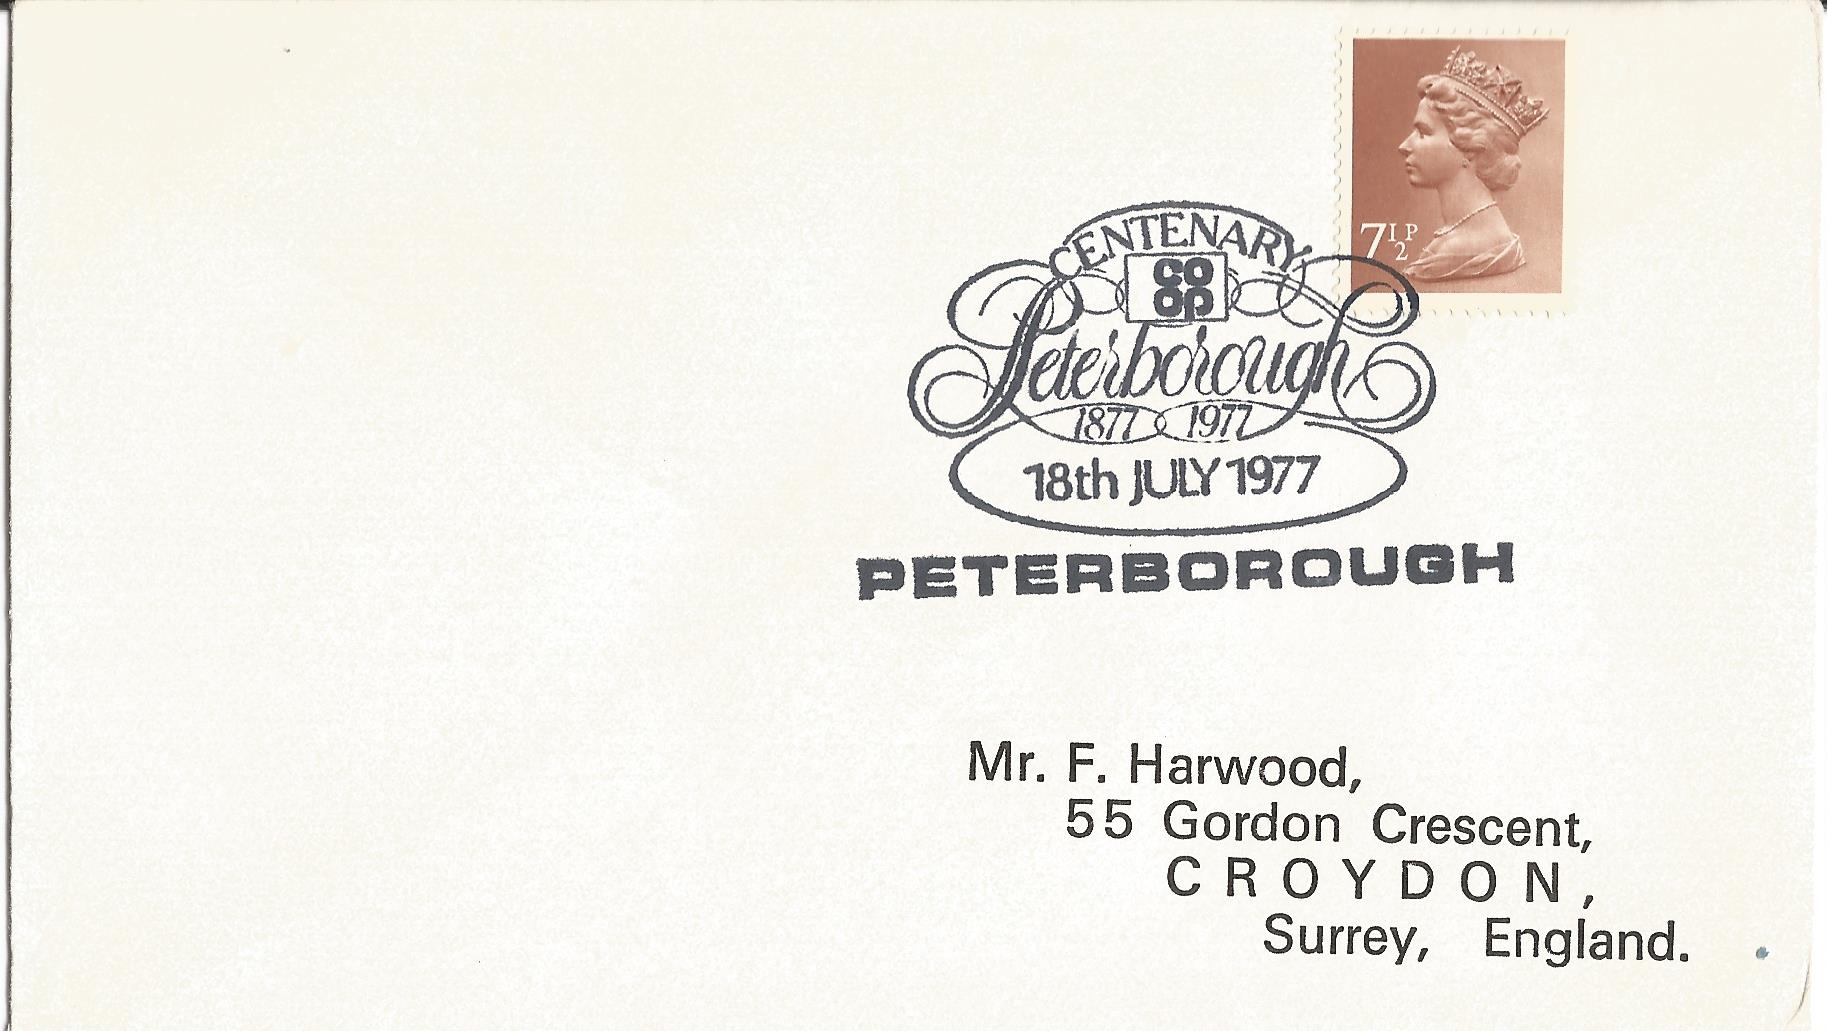 7½P
CENTENARY
CO
OP
Peterborough
1877 1977
18th JULY 1977
PETERBOROUGH
Mr. F. Harwood,
55 Gordon Crescent,
CROYDON,
Surrey, England.